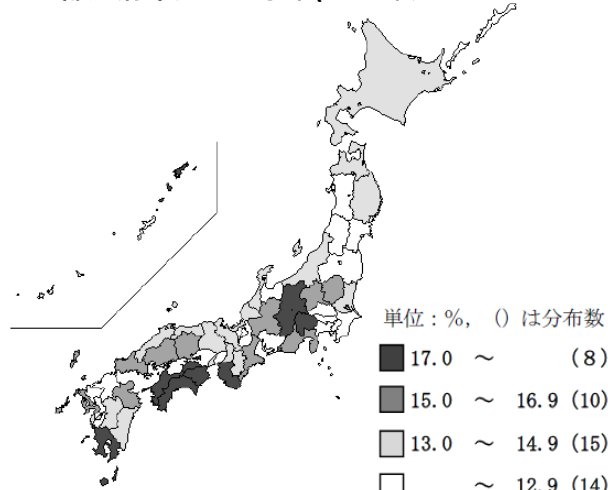 単位：%, （）は分布数
17.0 ～ (8)
15.0 ～ 16.9 (10)
13.0 ～ 14.9 (15)
～ 12.9 (14)